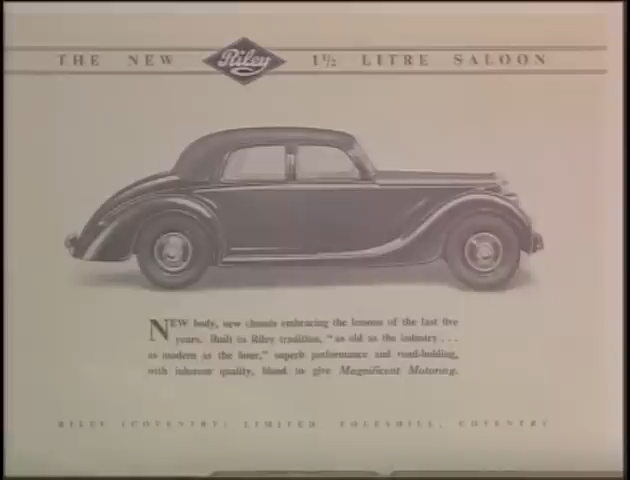 THE NEW Riley 1½ LITRE SALOON
NEW body, new chassis embracing the lessons of the last five
years. Built to Riley tradition, "as old as the industry . . .
as modern as the hour," superb performance and road-holding,
with inherent quality, blend to give Magnificent Motoring.
RILEY (COVENTRY) LIMITED, FOLESHILL, COVENTRY